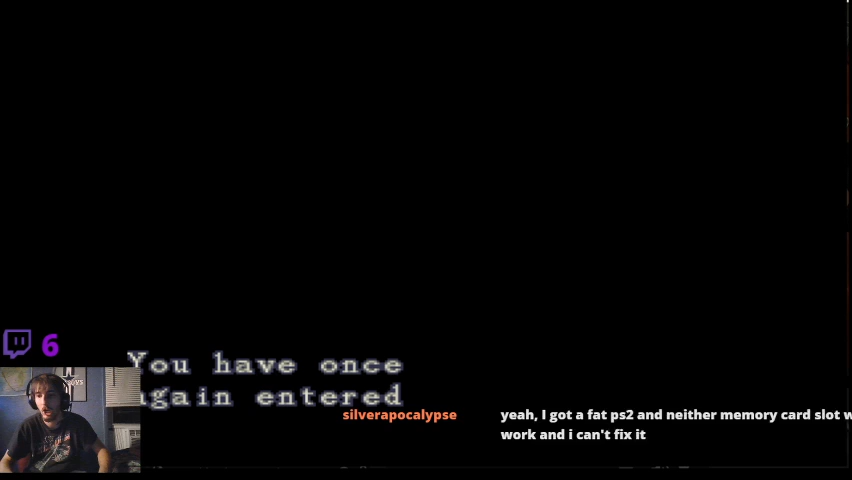 6
You have once
again entered
silverapocalypse
yeah, I got a fat ps2 and neither memory card slot
work and i can't fix it